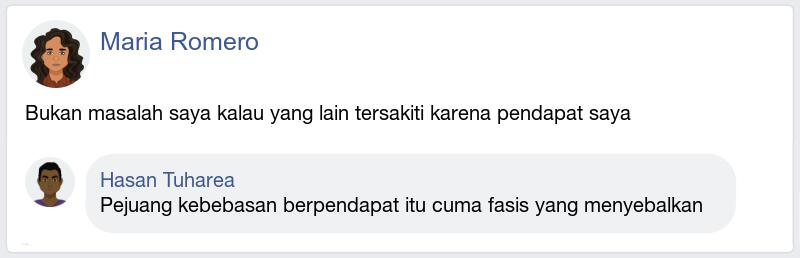 Maria Romero
Bukan masalah saya kalau yang lain tersakiti karena pendapat saya
Hasan Tuharea
Pejuang kebebasan berpendapat itu cuma fasis yang menyebalkan